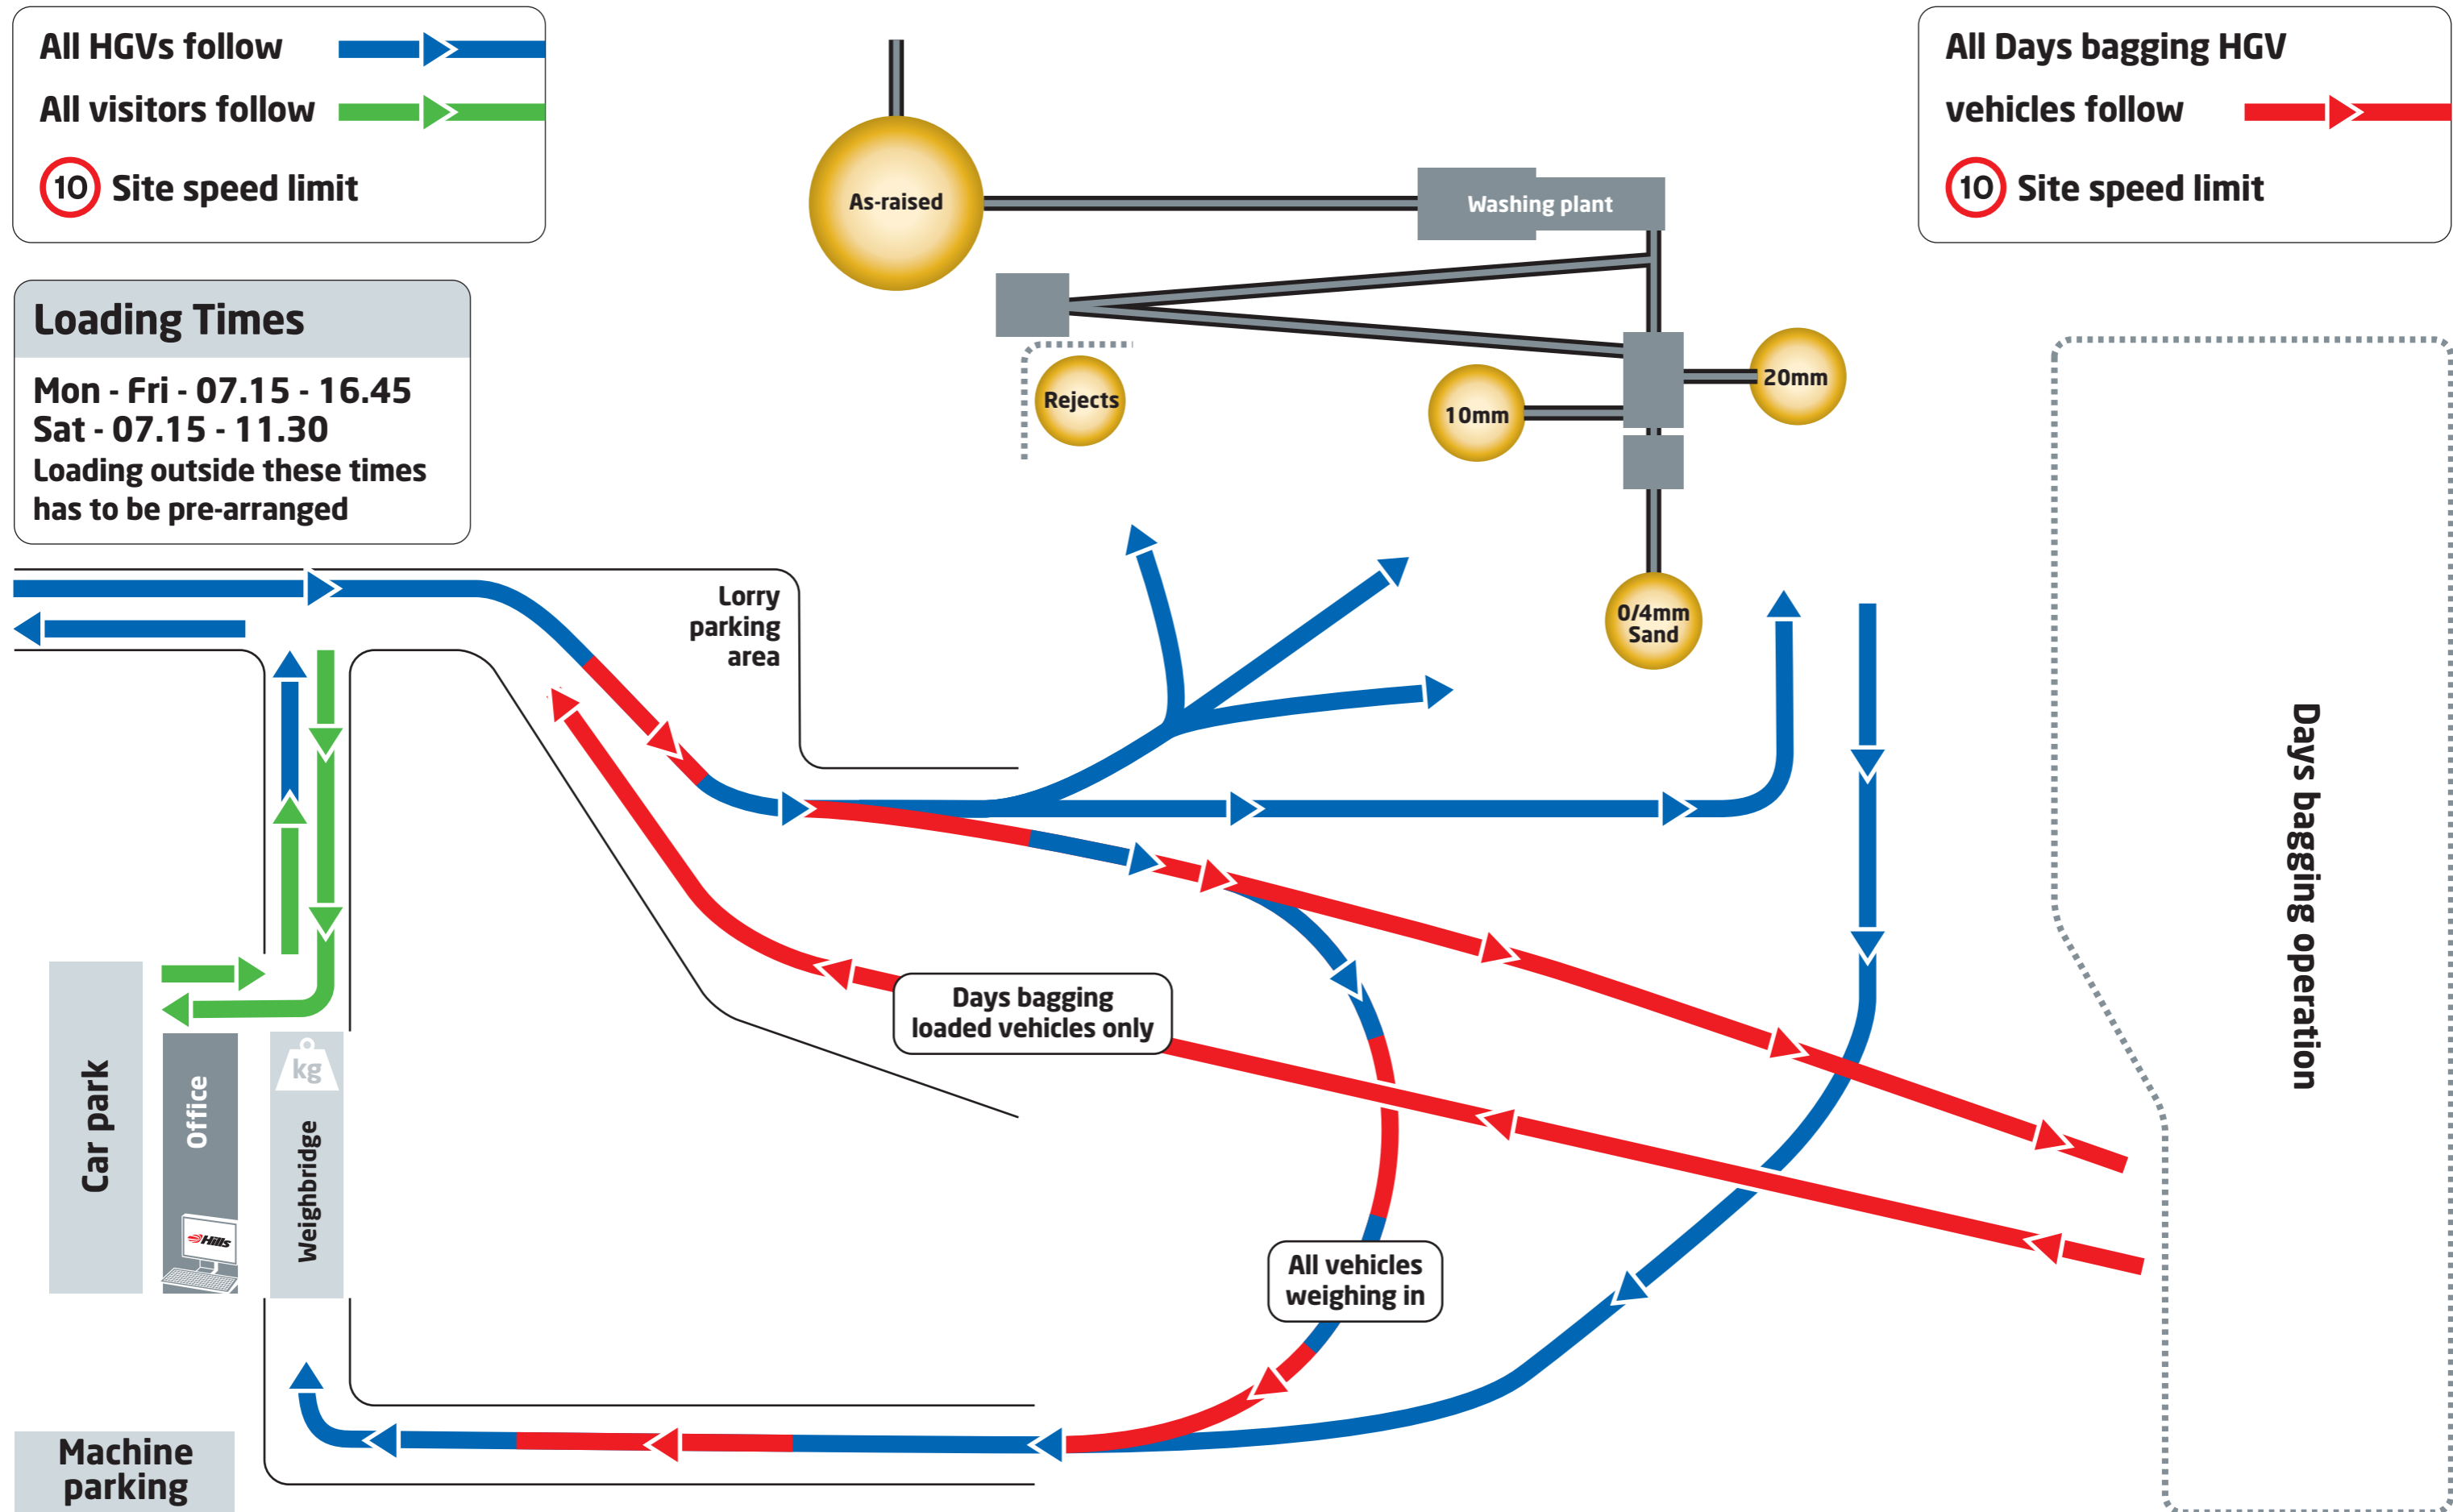 All HGVs follow
All visitors follow
10 Site speed limit
All Days bagging HGV
vehicles follow
10 Site speed limit
Loading Times
Mon - Fri - 07.15 - 16.45
Sat - 07.15 - 11.30
Loading outside these times
has to be pre-arranged
As-raised
Washing plant
Rejects
10mm
20mm
0/4mm
Sand
Lorry
parking
area
Days bagging operation
Days bagging
loaded vehicles only
All vehicles
weighing in
Car park
Office
Hills
kg
Weighbridge
Machine
parking